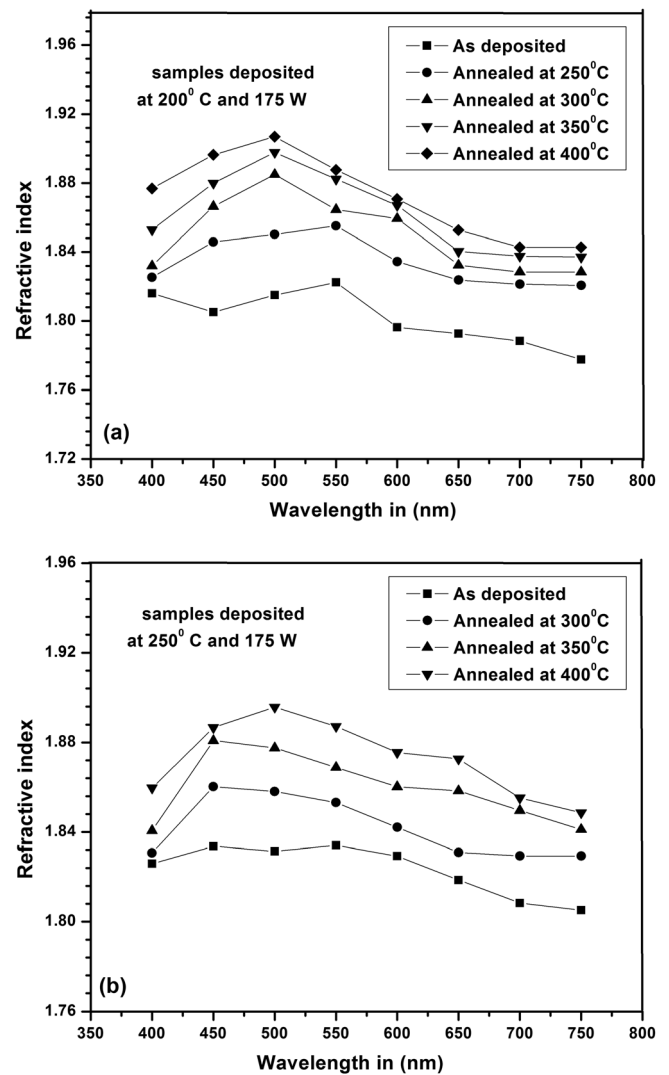 samples deposited
at 200⁰ C and 175 W
As deposited
Annealed at 250⁰C
Annealed at 300⁰C
Annealed at 350⁰C
Annealed at 400⁰C
1.96
1.92
1.88
1.84
1.80
1.76
1.72
Refractive index
(a)
350 400 450 500 550 600 650 700 750 800
Wavelength in (nm)
samples deposited
at 250⁰ C and 175 W
As deposited
Annealed at 300⁰C
Annealed at 350⁰C
Annealed at 400⁰C
1.96
1.92
1.88
1.84
1.80
1.76
Refractive index
(b)
350 400 450 500 550 600 650 700 750 800
Wavelength in (nm)